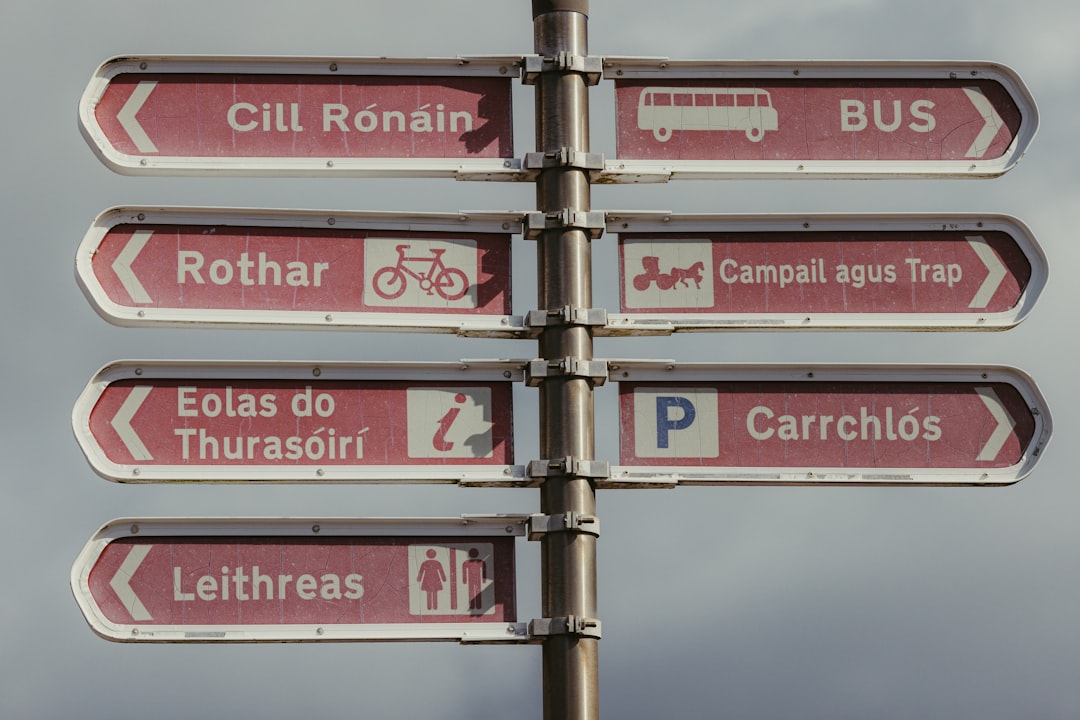 Cill Rónáin
Rothar
Eolas do
Thurasóirí
Leithreas
BUS
Campail agus Trap
P
Carrchlós